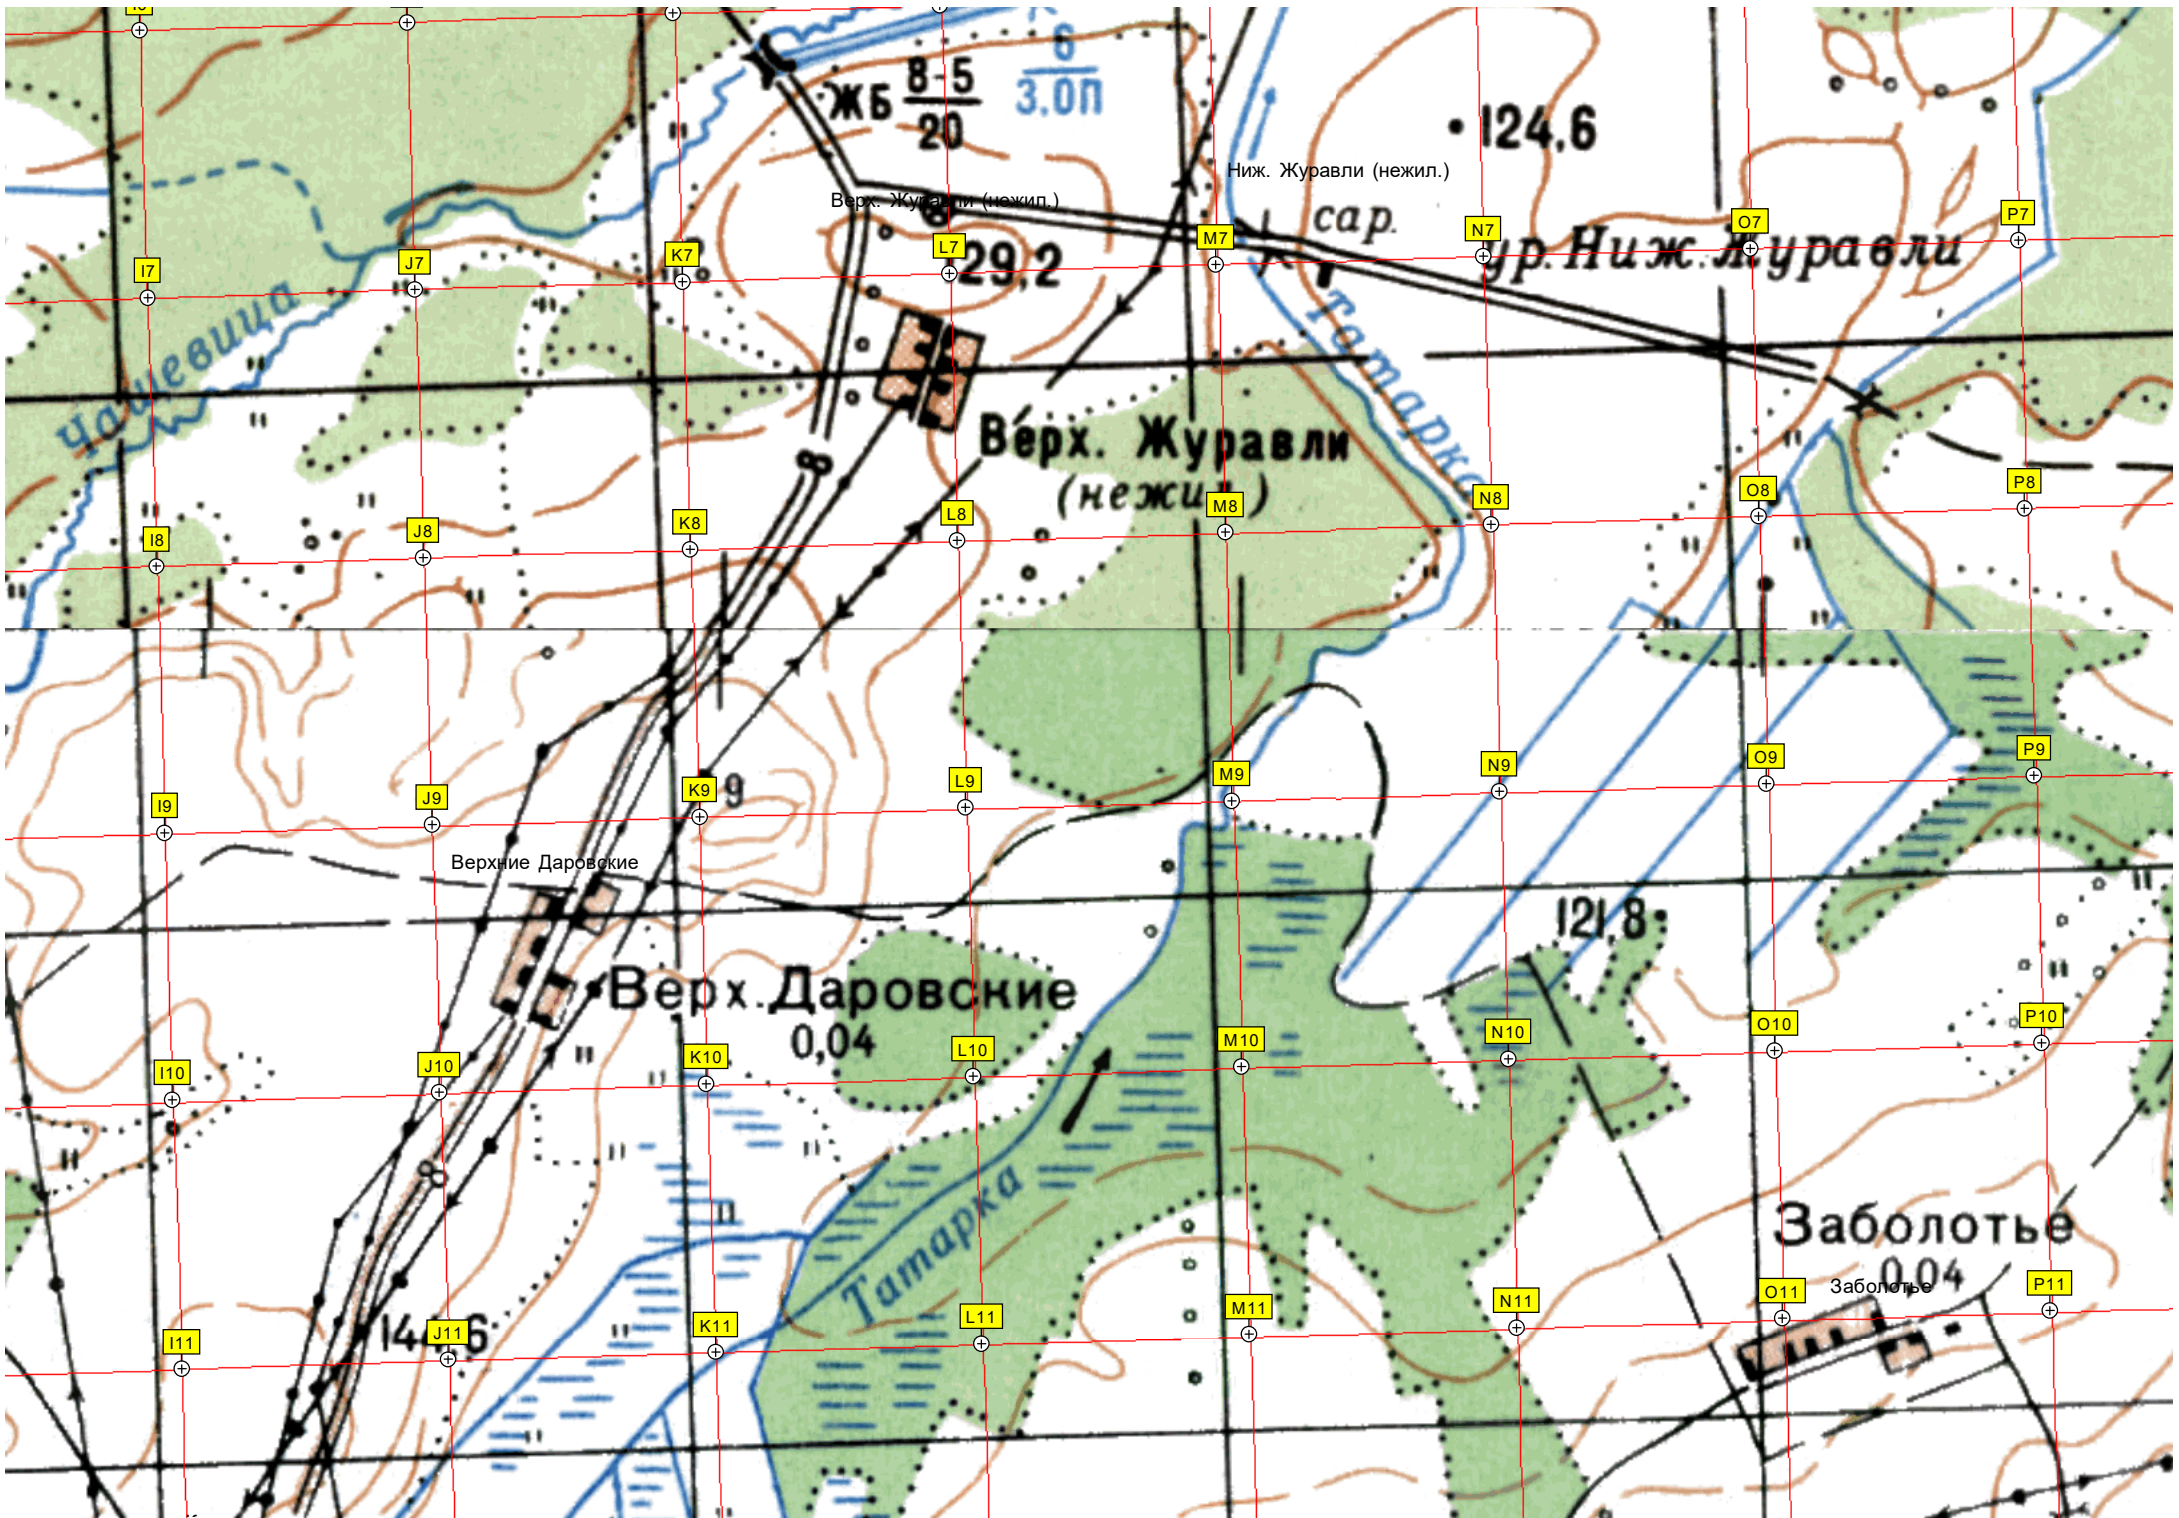 ЖБ 8-5
20
6
3.0П
124,6
Ниж. Журавли (нежил.)
Верх. Журавли (нежил.)
сар.
P7
O7
N7
M7
L7
K7
J7
I7
ур. Ниж. Журавли
29,2
Чашевица
Татарка
Верх. Журавли
(нежил.)
P8
O8
N8
M8
L8
K8
J8
I8
P9
O9
N9
M9
L9
K9
9
J9
I9
Верхние Даровские
121,8
Верх. Даровские
0,04
P10
O10
N10
M10
L10
K10
J10
I10
Татарка
Заболотье
0,04
Заболотье
P11
O11
N11
M11
L11
K11
J11
I11